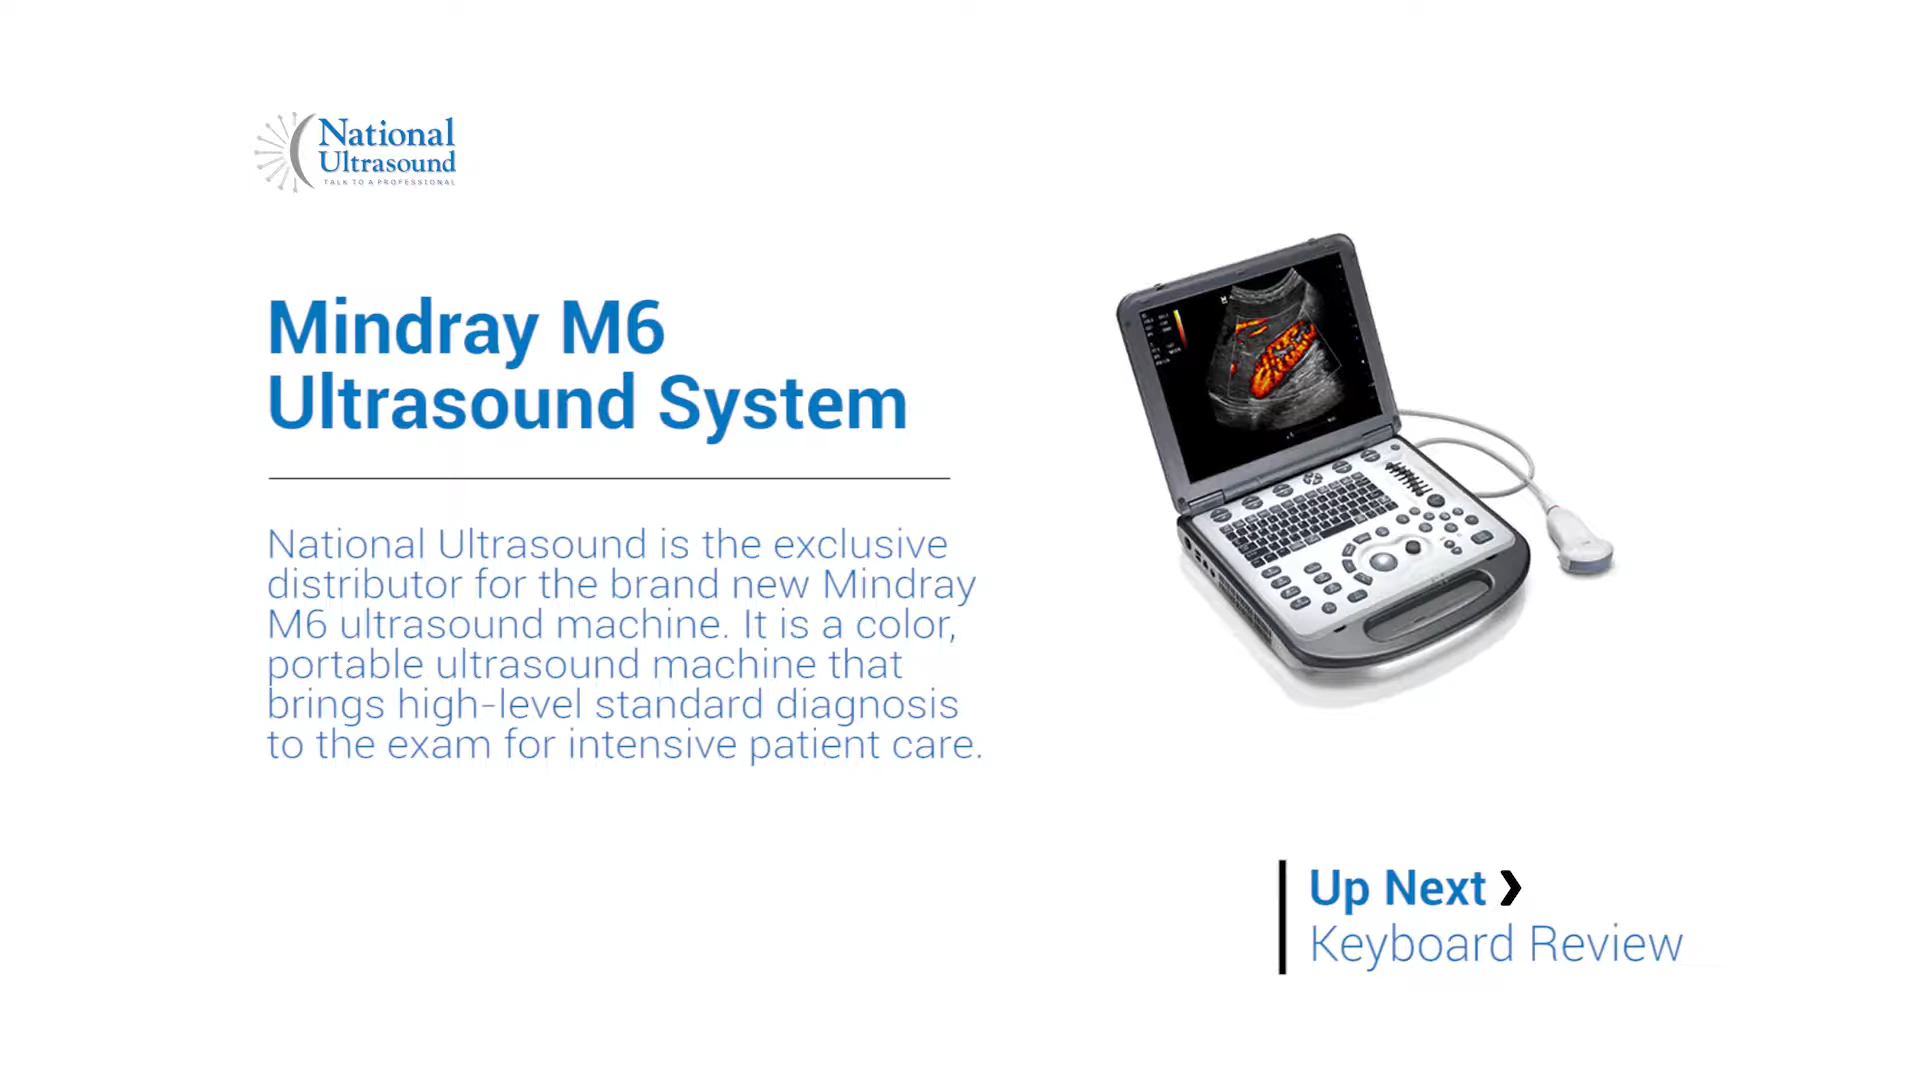 National
Ultrasound
TALK TO A PROFESSIONAL
Mindray M6
Ultrasound System
National Ultrasound is the exclusive
distributor for the brand new Mindray
M6 ultrasound machine. It is a color,
portable ultrasound machine that
brings high-level standard diagnosis
to the exam for intensive patient care.
Up Next
Keyboard Review